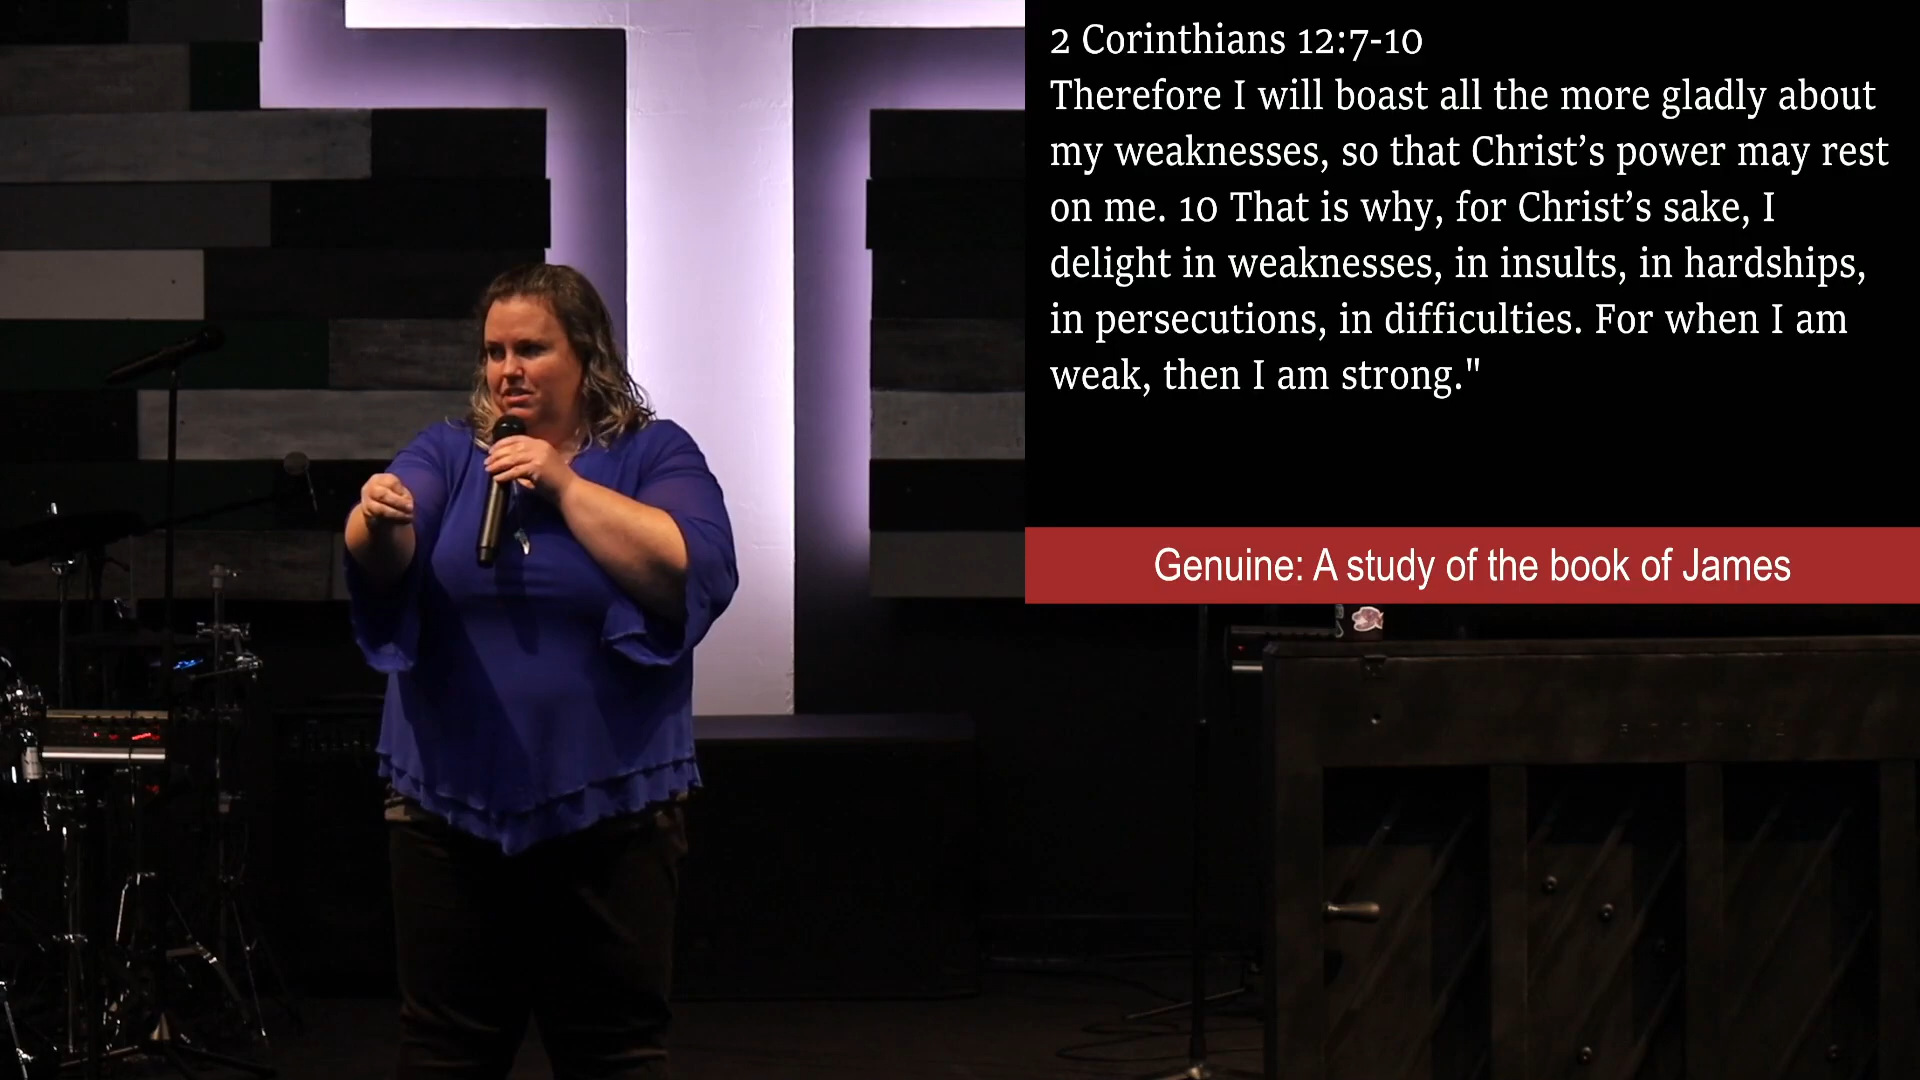 2 Corinthians 12:7-10
Therefore I will boast all the more gladly about
my weaknesses, so that Christ’s power may rest
on me. 10 That is why, for Christ’s sake, I
delight in weaknesses, in insults, in hardships,
in persecutions, in difficulties. For when I am
weak, then I am strong."
Genuine: A study of the book of James